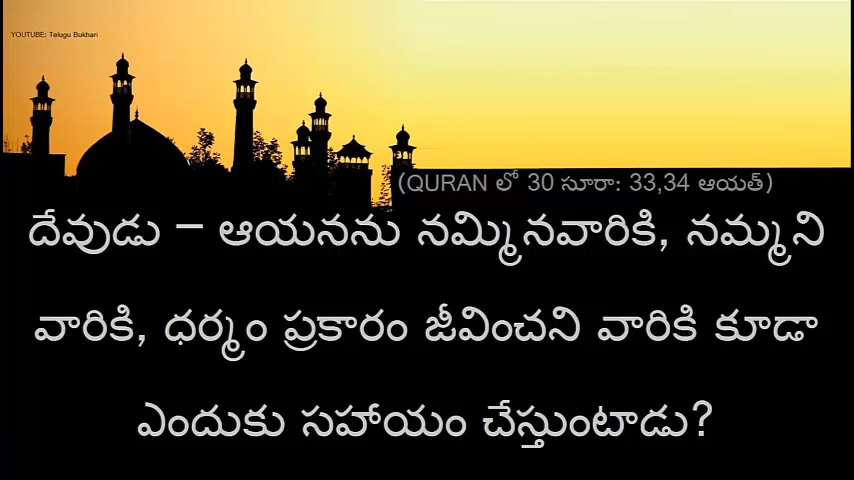 YOUTUBE: Telugu Bukhari
(QURAN లో 30 సూరా: 33,34 ఆయత్)
దేవుడు – ఆయనను నమ్మినవారికి, నమ్మని
వారికి, ధర్మం ప్రకారం జీవించని వారికి కూడా
ఎందుకు సహాయం చేస్తుంటాడు?